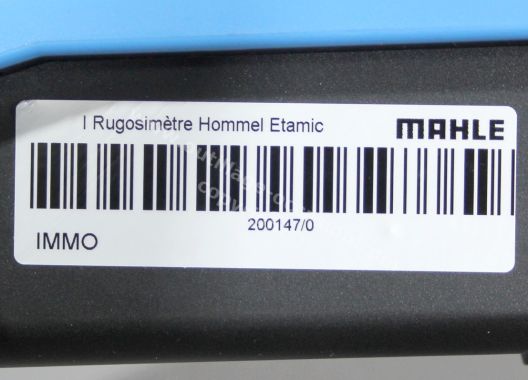 I Rugosimètre Hommel Etamic
MAHLE
200147/0
IMMO